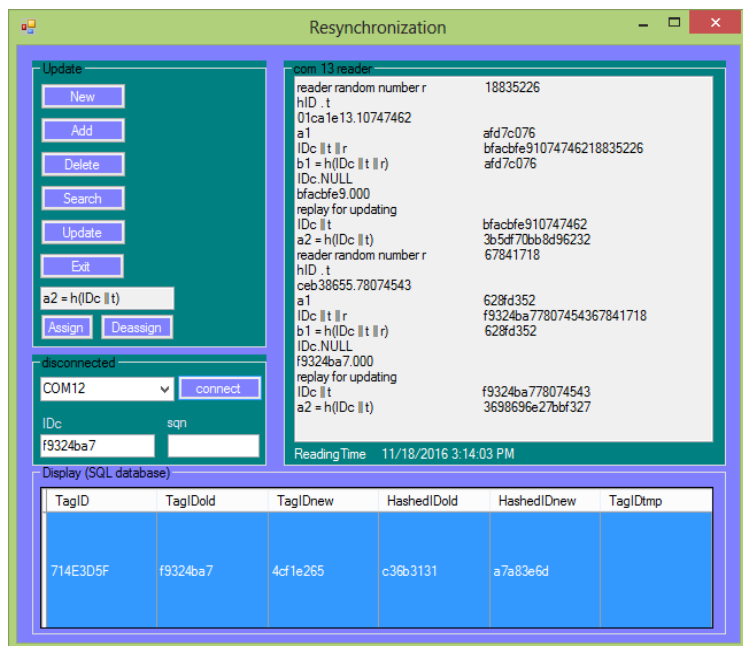 Resynchronization
Update
New
Add
Delete
Search
Update
Exit
a2 = h(IDc || t)
Assign Deassign
disconnected
COM12 connect
IDc sqn
f9324ba7
com 13 reader
reader random number r 18835226
hID . t
01ca1e13.10747462
a1 afd7c076
IDc || t || r bfacbfe91074746218835226
b1 = h(IDc || t || r) afd7c076
IDc.NULL
bfacbfe9.000
replay for updating
IDc || t bfacbfe910747462
a2 = h(IDc || t) 3b5df70bb8d96232
reader random number r 67841718
hID . t
ceb38655.78074543
a1 628fd352
IDc || t || r f9324ba77807454367841718
b1 = h(IDc || t || r) 628fd352
IDc.NULL
f9324ba7.000
replay for updating
IDc || t f9324ba778074543
a2 = h(IDc || t) 3698696e27bbf327
Reading Time 11/18/2016 3:14:03 PM
Display (SQL database)
TagID TagIDold TagIDnew HashedIDold HashedIDnew TagIDtmp
714E3D5F f9324ba7 4cf1e265 c36b3131 a7a83e6d